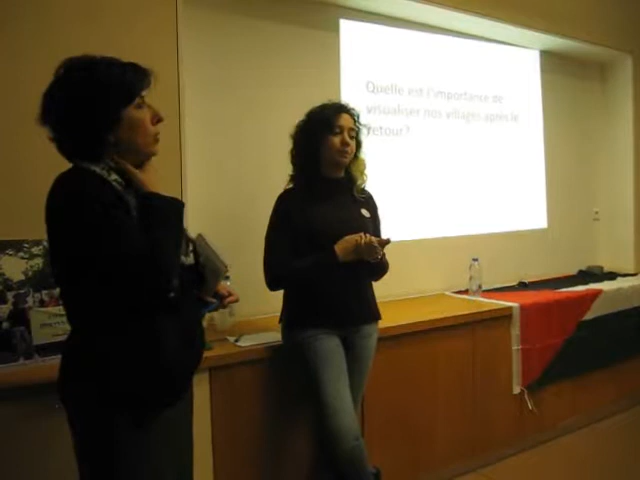 Quelle est l'importance de
visualiser nos villages après le
retour?